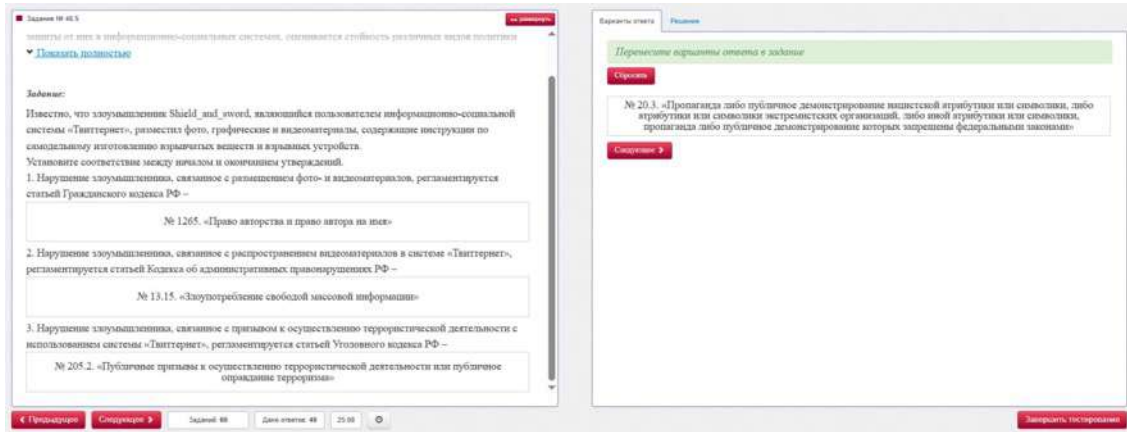 Задание № 48.5
развернуть
защиты от них в информационно-социальных системах, оценивается стойкость различных видов политики
Показать полностью
Задание:
Известно, что злоумышленник Shield_and_sword, являющийся пользователем информационно-социальной
системы «Твиттернет», разместил фото, графические и видеоматериалы, содержащие инструкции по
самодельному изготовлению взрывчатых веществ и взрывных устройств.
Установите соответствие между началом и окончанием утверждений.
1. Нарушение злоумышленника, связанное с размещением фото- и видеоматериалов, регламентируется
статьей Гражданского кодекса РФ –
№ 1265. «Право авторства и право автора на имя»
2. Нарушение злоумышленника, связанное с распространением видеоматериалов в системе «Твиттернет»,
регламентируется статьей Кодекса об административных правонарушениях РФ –
№ 13.15. «Злоупотребление свободой массовой информации»
3. Нарушение злоумышленника, связанное с призывом к осуществлению террористической деятельности с
использованием системы «Твиттернет», регламентируется статьей Уголовного кодекса РФ –
№ 205.2. «Публичные призывы к осуществлению террористической деятельности или публичное
оправдание терроризма»
Предыдущее
Следующее
Заданий:
Дано ответов:
Варианты ответа
Решение
Перенесите варианты ответа в задание
Сбросить
№ 20.3. «Пропаганда либо публичное демонстрирование нацистской атрибутики или символики, либо
атрибутики или символики экстремистских организаций, либо иной атрибутики или символики,
пропаганда либо публичное демонстрирование которых запрещены федеральными законами»
Следующее
Завершить тестирование